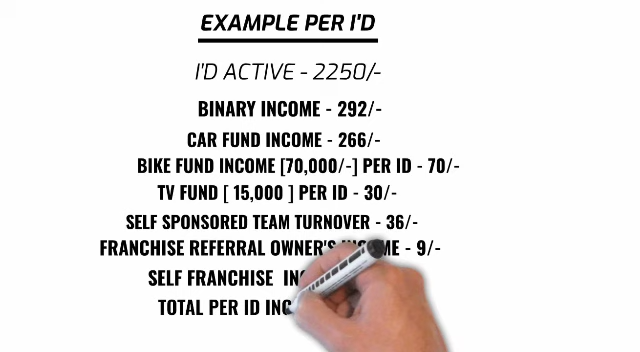 EXAMPLE PER I'D
I'D ACTIVE - 2250/-
BINARY INCOME - 292/-
CAR FUND INCOME - 266/-
BIKE FUND INCOME [70,000/-] PER ID - 70/-
TV FUND [ 15,000 ] PER ID - 30/-
SELF SPONSORED TEAM TURNOVER - 36/-
FRANCHISE REFERRAL OWNER'S - 9/-
SELF FRANCHISE
TOTAL PER ID